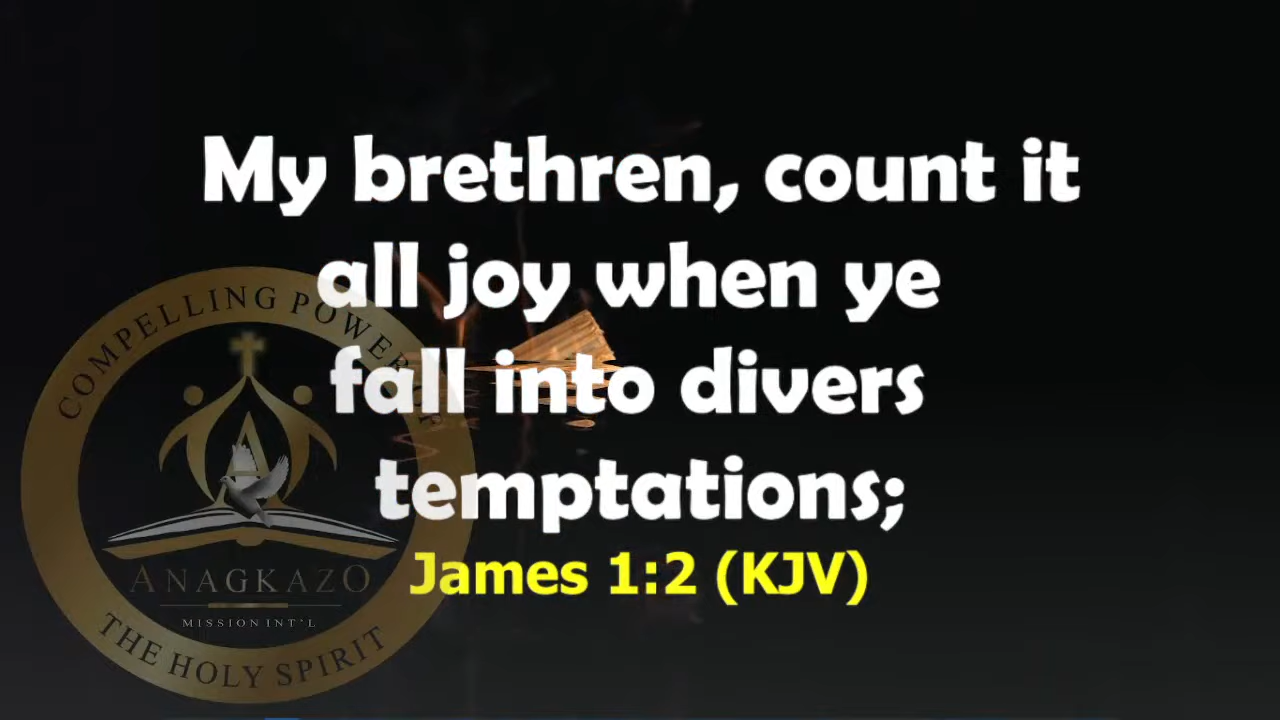 My brethren, count it
all joy when ye
fall into divers
temptations;
James 1:2 (KJV)
COMPELLING POWER OF
A
ANAGKAZO
MISSION INT'L
THE HOLY SPIRIT